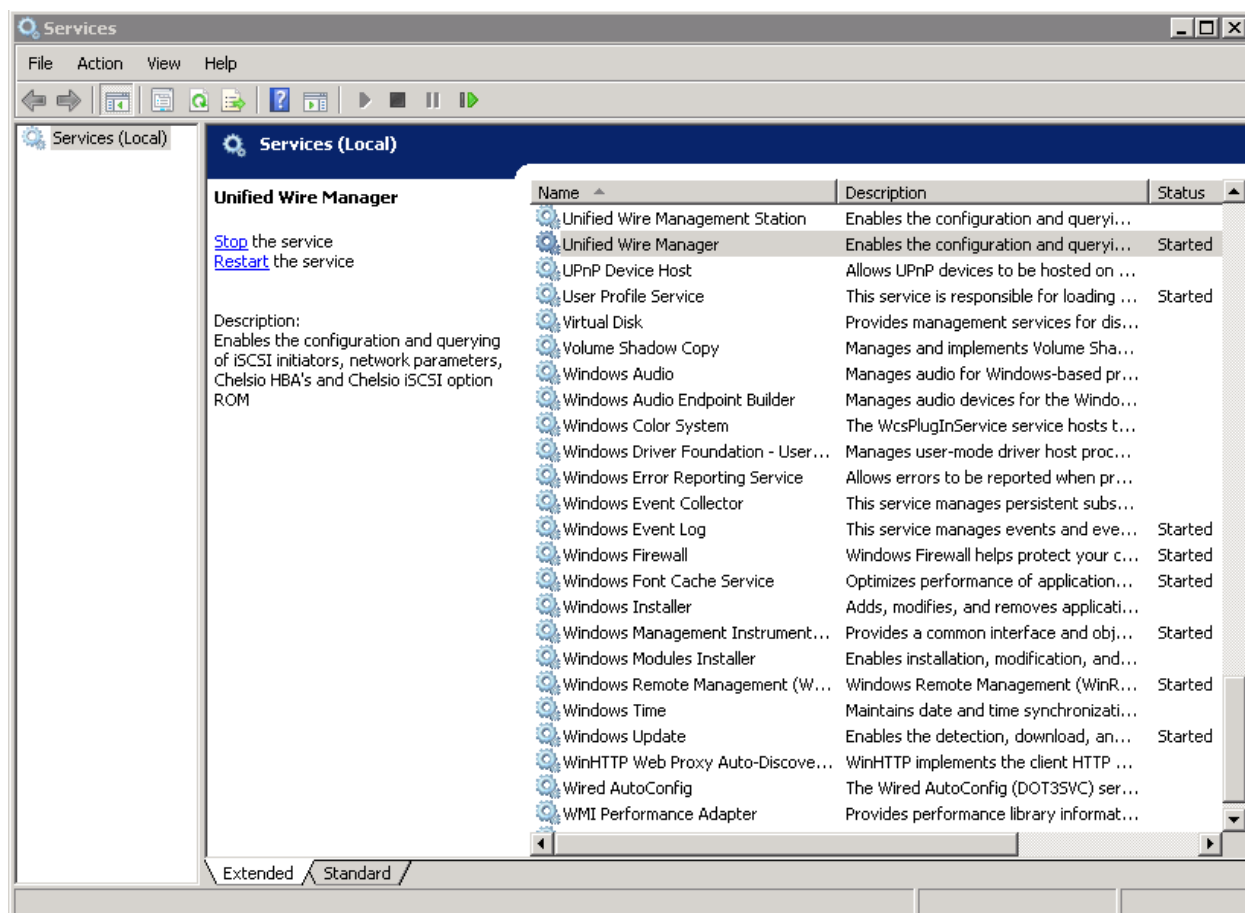 Services
File Action View Help
Services (Local)
Services (Local)
Unified Wire Manager
Stop the service
Restart the service
Description:
Enables the configuration and querying
of iSCSI initiators, network parameters,
Chelsio HBA's and Chelsio iSCSI option
ROM
Name Description Status
Unified Wire Management Station Enables the configuration and queryi...
Unified Wire Manager Enables the configuration and queryi... Started
UPnP Device Host Allows UPnP devices to be hosted on ...
User Profile Service This service is responsible for loading ... Started
Virtual Disk Provides management services for dis...
Volume Shadow Copy Manages and implements Volume Sha...
Windows Audio Manages audio for Windows-based pr...
Windows Audio Endpoint Builder Manages audio devices for the Windo...
Windows Color System The WcsPlugInService service hosts t...
Windows Driver Foundation - User... Manages user-mode driver host proc...
Windows Error Reporting Service Allows errors to be reported when pr...
Windows Event Collector This service manages persistent subs...
Windows Event Log This service manages events and eve... Started
Windows Firewall Windows Firewall helps protect your c... Started
Windows Font Cache Service Optimizes performance of application... Started
Windows Installer Adds, modifies, and removes applicati...
Windows Management Instrument... Provides a common interface and obj... Started
Windows Modules Installer Enables installation, modification, and...
Windows Remote Management (W... Windows Remote Management (WinR... Started
Windows Time Maintains date and time synchronizati...
Windows Update Enables the detection, download, an... Started
WinHTTP Web Proxy Auto-Discove... WinHTTP implements the client HTTP ...
Wired AutoConfig The Wired AutoConfig (DOT3SVC) ser...
WMI Performance Adapter Provides performance library informat...
Extended Standard